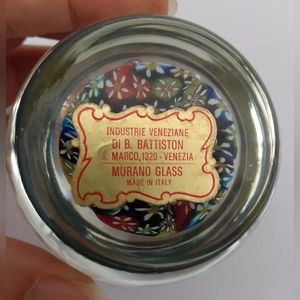 INDUSTRIE VENEZIANE
DI B. BATTISTON
S. MARCO, 1320 - VENEZIA
MURANO GLASS
MADE IN ITALY